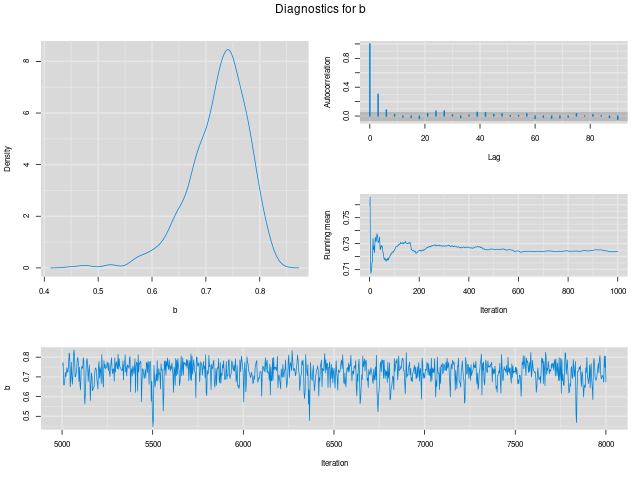 Diagnostics for b
Density
8
6
4
2
0
0.4 0.5 0.6 0.7 0.8
b
Autocorrelation
0.8
0.4
0.0
0 20 40 60 80
Lag
Running mean
0.75
0.73
0.71
0 200 400 600 800 1000
Iteration
b
0.8
0.7
0.6
0.5
5000 5500 6000 6500 7000 7500 8000
Iteration